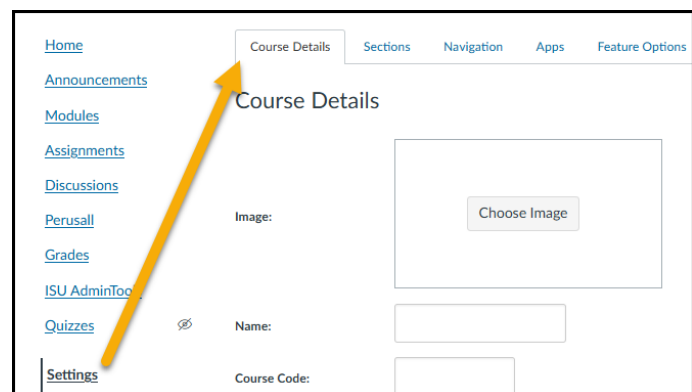 Home
Announcements
Modules
Assignments
Discussions
Perusall
Grades
ISU AdminTools
Quizzes
Settings
Course Details Sections Navigation Apps Feature Options
Course Details
Image: Choose Image
Name:
Course Code: